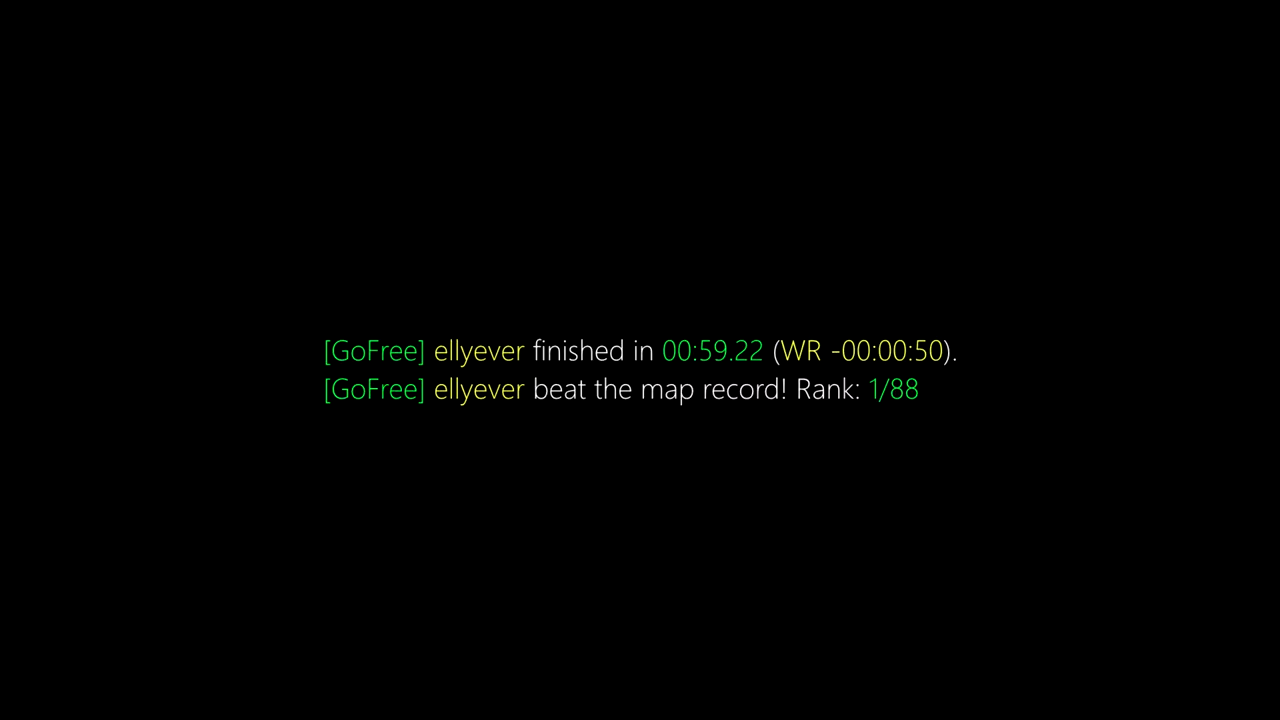 [GoFree] ellyever finished in 00:59.22 (WR -00:00:50).
[GoFree] ellyever beat the map record! Rank: 1/88